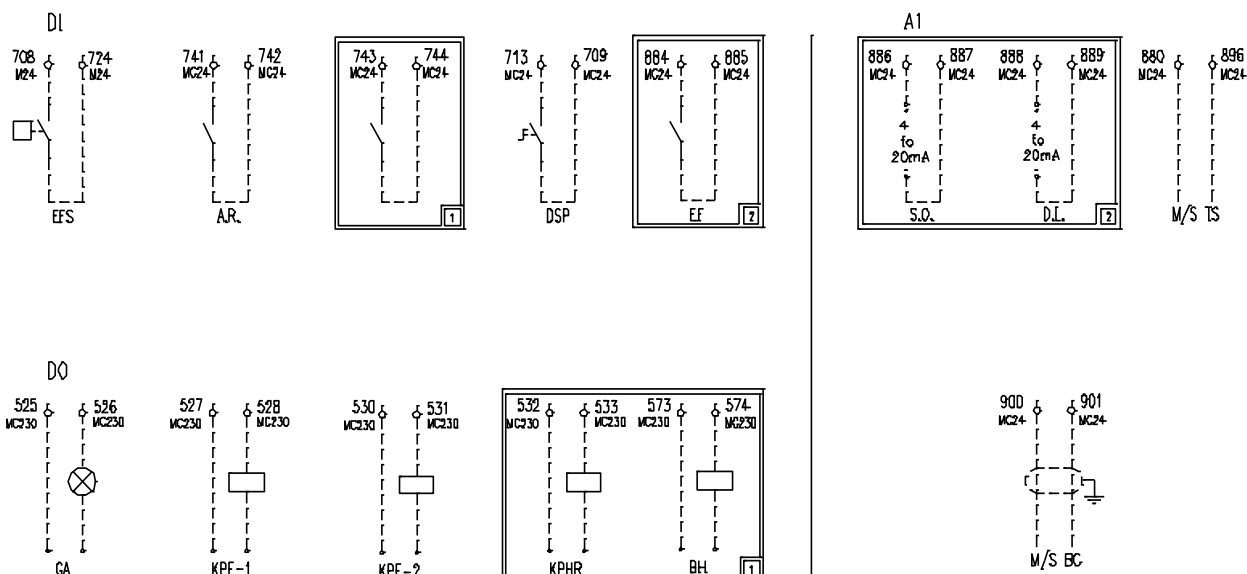 DI
A1
708
M24
724
M24
741
MC24
742
MC24
743
MC24
744
MC24
713
MC24
709
MC24
884
MC24
885
MC24
886
MC24
887
MC24
888
MC24
889
MC24
880
MC24
896
MC24
4
to
20mA
4
to
20mA
EFS
A.R.
1
DSP
E.F
2
S.O.
D.L.
2
M/S TS
DO
525
MC230
526
MC230
527
MC230
528
MC230
530
MC230
531
MC230
532
MC230
533
MC230
573
MC230
574
MC230
900
MC24
901
MC24
GA
KPE-1
KPE-2
KPHR
BH
1
M/S